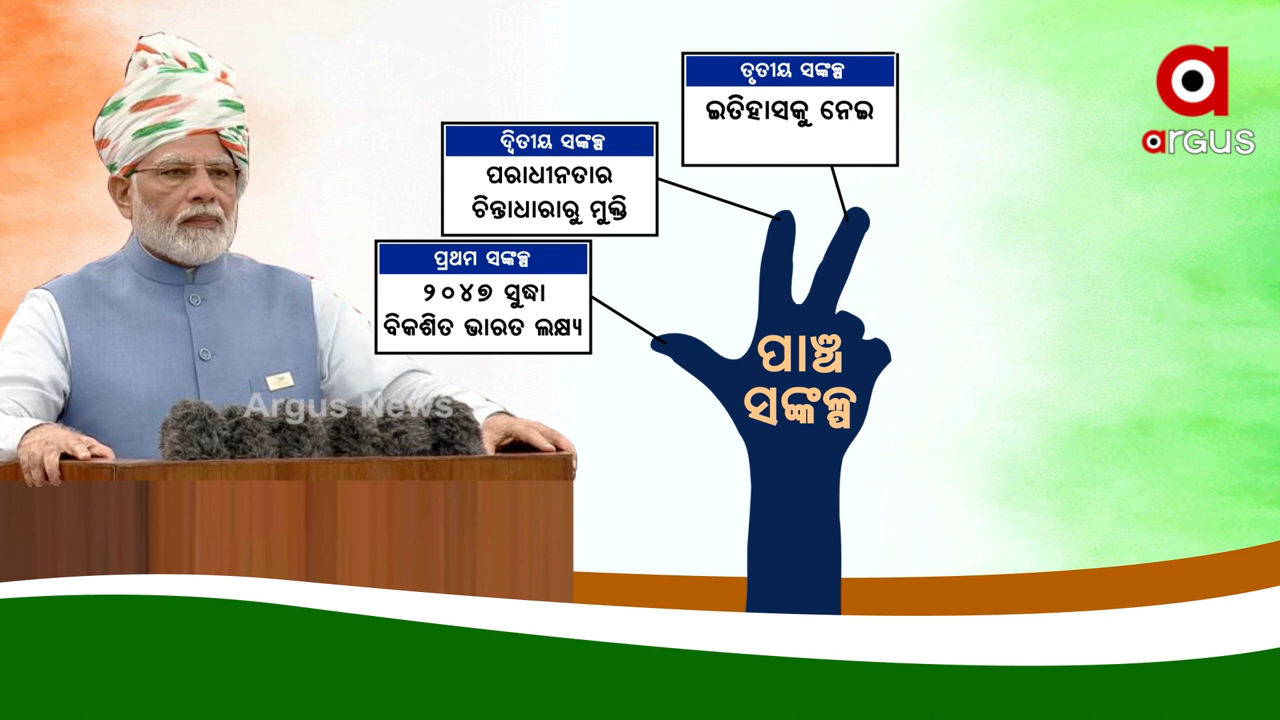 ତୃତୀୟ ସଙ୍କଳ୍ପ
ଇତିହାସକୁ ନେଇ
ଦ୍ୱିତୀୟ ସଙ୍କଳ୍ପ
ପରାଧୀନତାର
ଚିନ୍ତାଧାରାରୁ ମୁକ୍ତି
ପ୍ରଥମ ସଙ୍କଳ୍ପ
୨୦୪୭ ସୁଦ୍ଧା
ବିକଶିତ ଭାରତ ଲକ୍ଷ୍ୟ
ପାଞ୍ଚ
ସଙ୍କଳ୍ପ
Argus News
a
argus